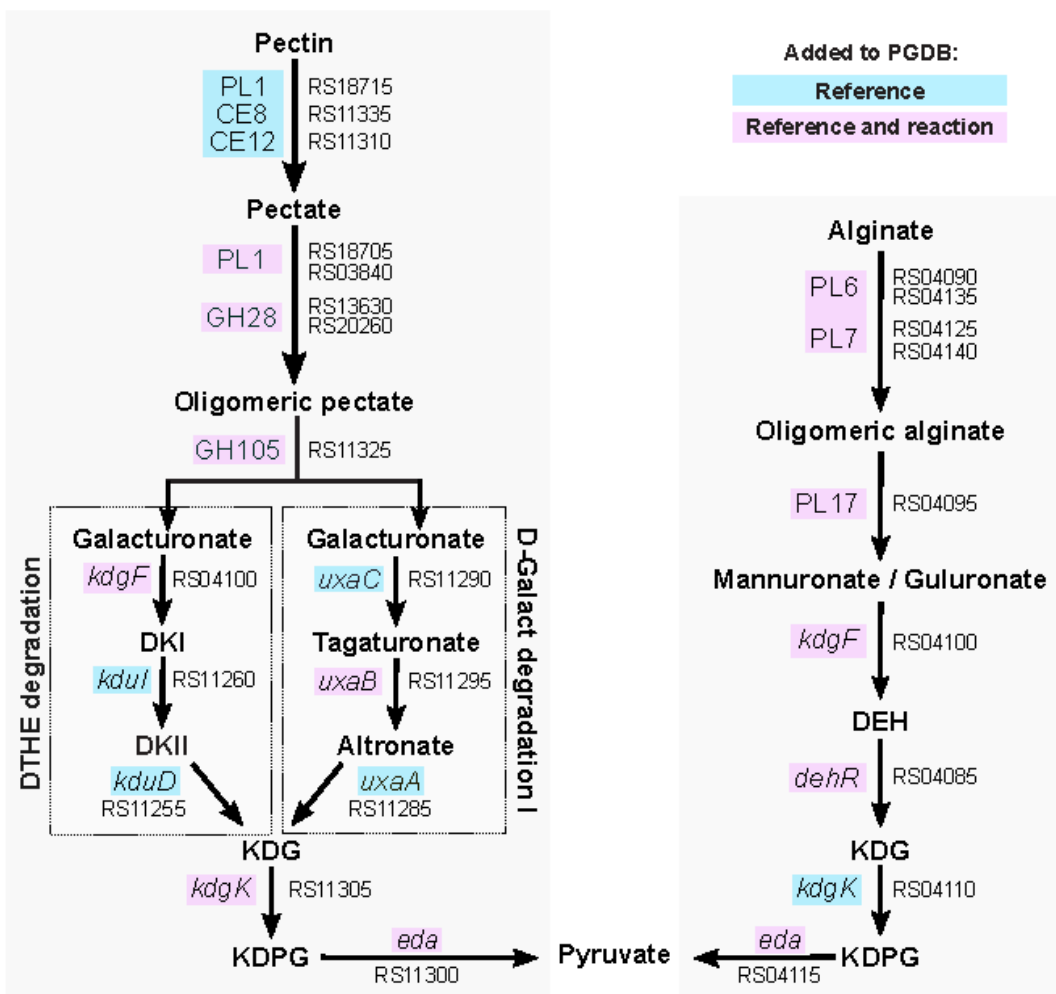 Pectin
PL1 RS18715
CE8 RS11335
CE12 RS11310
Pectate
PL1 RS18705
RS03840
GH28 RS13630
RS20260
Oligomeric pectate
GH105 RS11325
DTHE degradation
Galacturonate
kdgF RS04100
DKI
kduI RS11260
DKII
kduD
RS11255
Galacturonate
uxaC RS11290
Tagaturonate
uxaB RS11295
Altronate
uxaA
RS11285
D-Galact degradation I
KDG
kdgK RS11305
KDPG
eda
RS11300
Pyruvate
Added to PGDB:
Reference
Reference and reaction
Alginate
PL6 RS04090
RS04135
PL7 RS04125
RS04140
Oligomeric alginate
PL17 RS04095
Mannuronate / Guluronate
kdgF RS04100
DEH
dehR RS04085
KDG
kdgK RS04110
eda
RS04115
KDPG